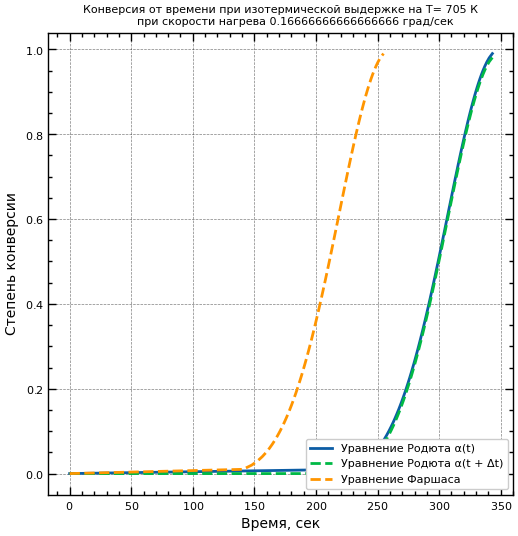 Конверсия от времени при изотермической выдержке на T= 705 K
при скорости нагрева 0.16666666666666666 град/сек
1.0
0.8
0.6
0.4
0.2
0.0
Степень конверсии
0 50 100 150 200 250 300 350
Время, сек
Уравнение Родюта α(t)
Уравнение Родюта α(t + Δt)
Уравнение Фаршаса